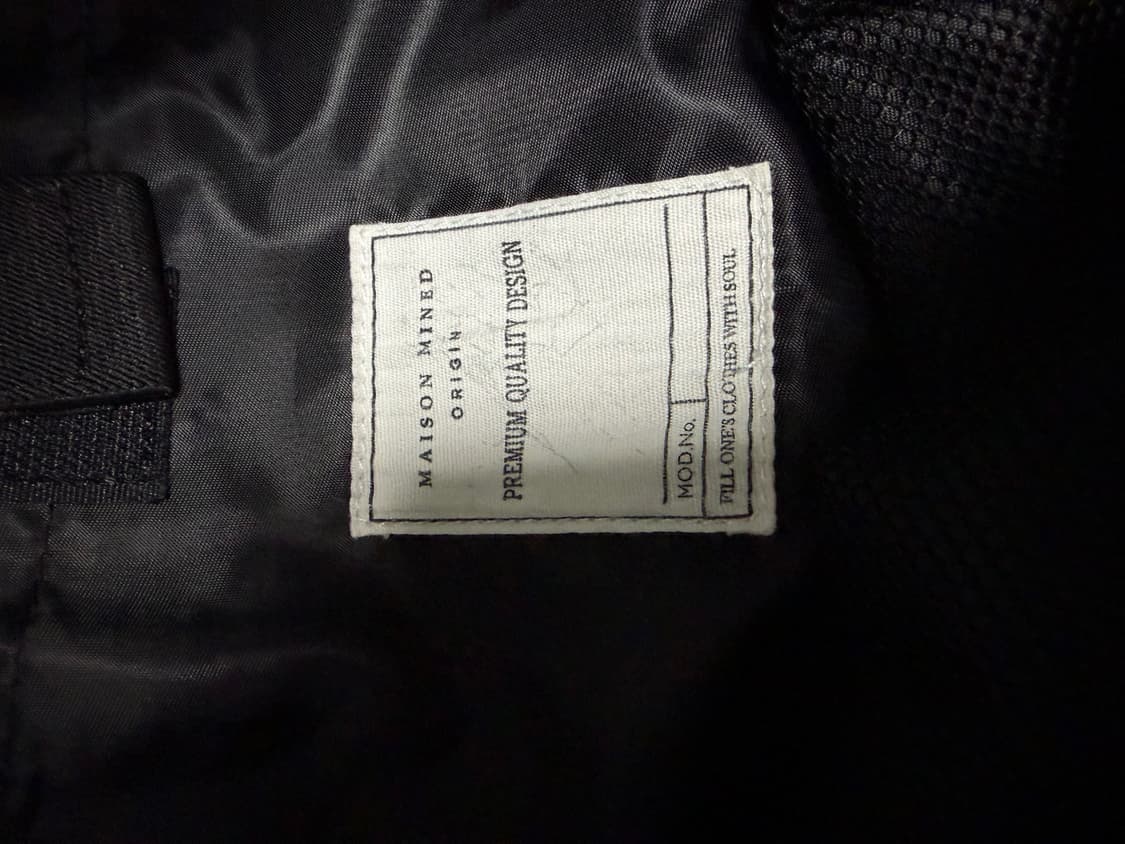 MAISON MINED
ORIGIN
PREMIUM QUALITY DESIGN
MOD.No.
FILL ONE'S CLOTHES WITH SOUL